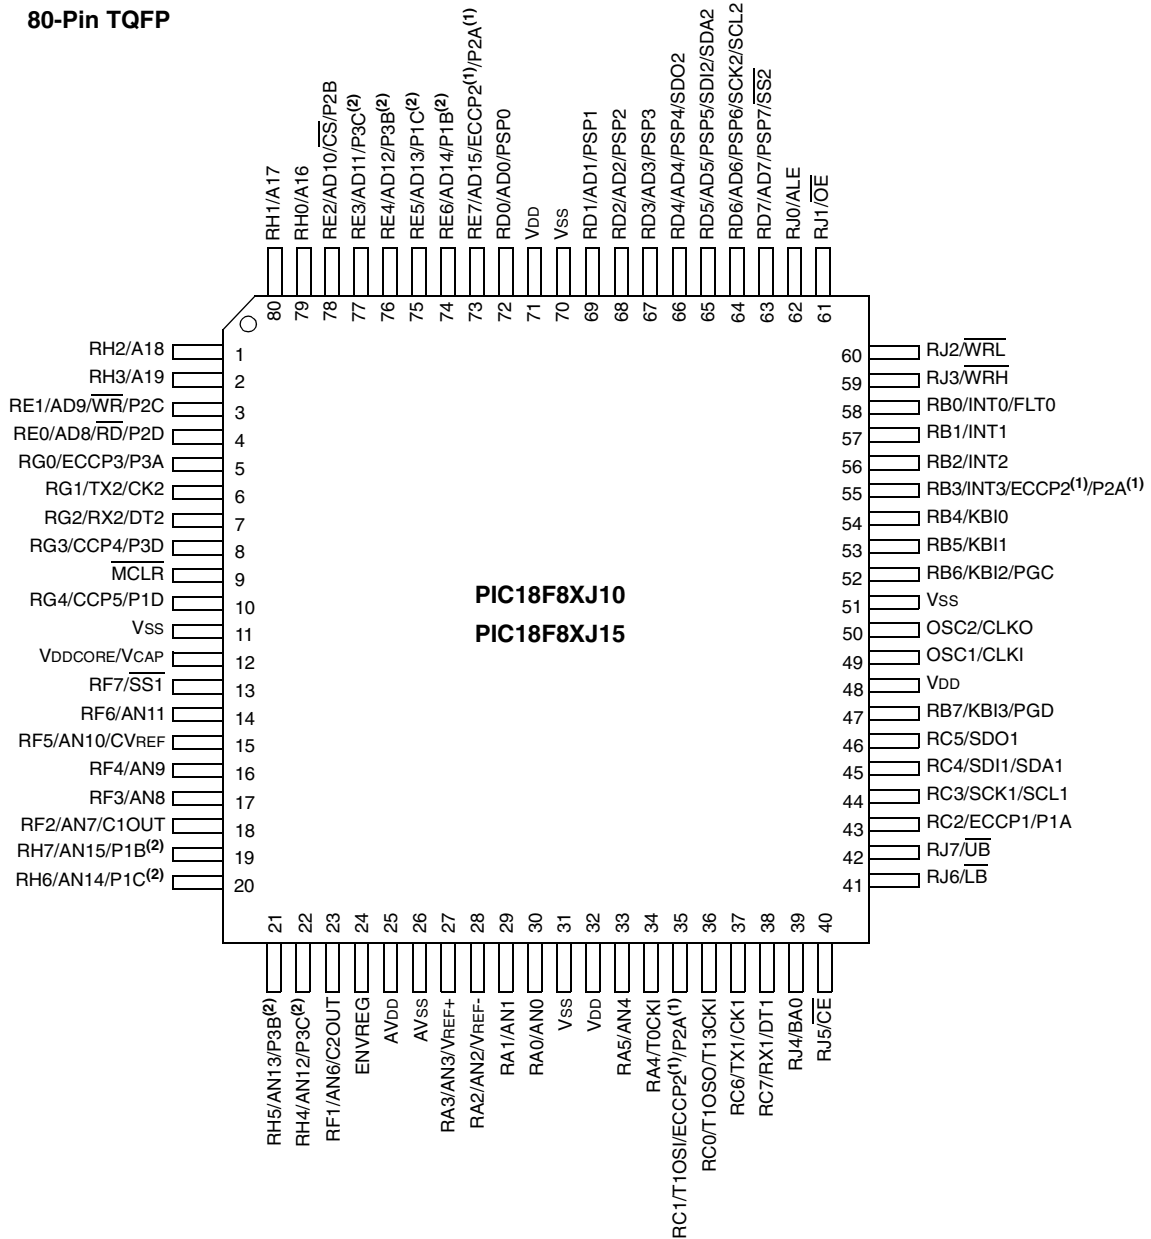 80-Pin TQFP
RH1/A17
RH0/A16
RE2/AD10/C̅S̅/P2B
RE3/AD11/P3C(2)
RE4/AD12/P3B(2)
RE5/AD13/P1C(2)
RE6/AD14/P1B(2)
RE7/AD15/ECCP2(1)/P2A(1)
RD0/AD0/PSP0
VDD
VSS
RD1/AD1/PSP1
RD2/AD2/PSP2
RD3/AD3/PSP3
RD4/AD4/PSP4/SDO2
RD5/AD5/PSP5/SDI2/SDA2
RD6/AD6/PSP6/SCK2/SCL2
RD7/AD7/PSP7/S̅S̅2̅
RJ0/ALE
RJ1/O̅E̅
80 79 78 77 76 75 74 73 72 71 70 69 68 67 66 65 64 63 62 61
RH2/A18 1
RH3/A19 2
RE1/AD9/W̅R̅/P2C 3
RE0/AD8/R̅D̅/P2D 4
RG0/ECCP3/P3A 5
RG1/TX2/CK2 6
RG2/RX2/DT2 7
RG3/CCP4/P3D 8
M̅C̅L̅R̅ 9
RG4/CCP5/P1D 10
VSS 11
VDDCORE/VCAP 12
RF7/S̅S̅1̅ 13
RF6/AN11 14
RF5/AN10/CVREF 15
RF4/AN9 16
RF3/AN8 17
RF2/AN7/C1OUT 18
RH7/AN15/P1B(2) 19
RH6/AN14/P1C(2) 20
PIC18F8XJ10
PIC18F8XJ15
60 RJ2/W̅R̅L̅
59 RJ3/W̅R̅H̅
58 RB0/INT0/FLT0
57 RB1/INT1
56 RB2/INT2
55 RB3/INT3/ECCP2(1)/P2A(1)
54 RB4/KBI0
53 RB5/KBI1
52 RB6/KBI2/PGC
51 VSS
50 OSC2/CLKO
49 OSC1/CLKI
48 VDD
47 RB7/KBI3/PGD
46 RC5/SDO1
45 RC4/SDI1/SDA1
44 RC3/SCK1/SCL1
43 RC2/ECCP1/P1A
42 RJ7/U̅B̅
41 RJ6/L̅B̅
21 22 23 24 25 26 27 28 29 30 31 32 33 34 35 36 37 38 39 40
RH5/AN13/P3B(2)
RH4/AN12/P3C(2)
RF1/AN6/C2OUT
ENVREG
AVDD
AVSS
RA3/AN3/VREF+
RA2/AN2/VREF-
RA1/AN1
RA0/AN0
VSS
VDD
RA5/AN4
RA4/T0CKI
RC1/T1OSI/ECCP2(1)/P2A(1)
RC0/T1OSO/T13CKI
RC6/TX1/CK1
RC7/RX1/DT1
RJ4/BA0
RJ5/C̅E̅